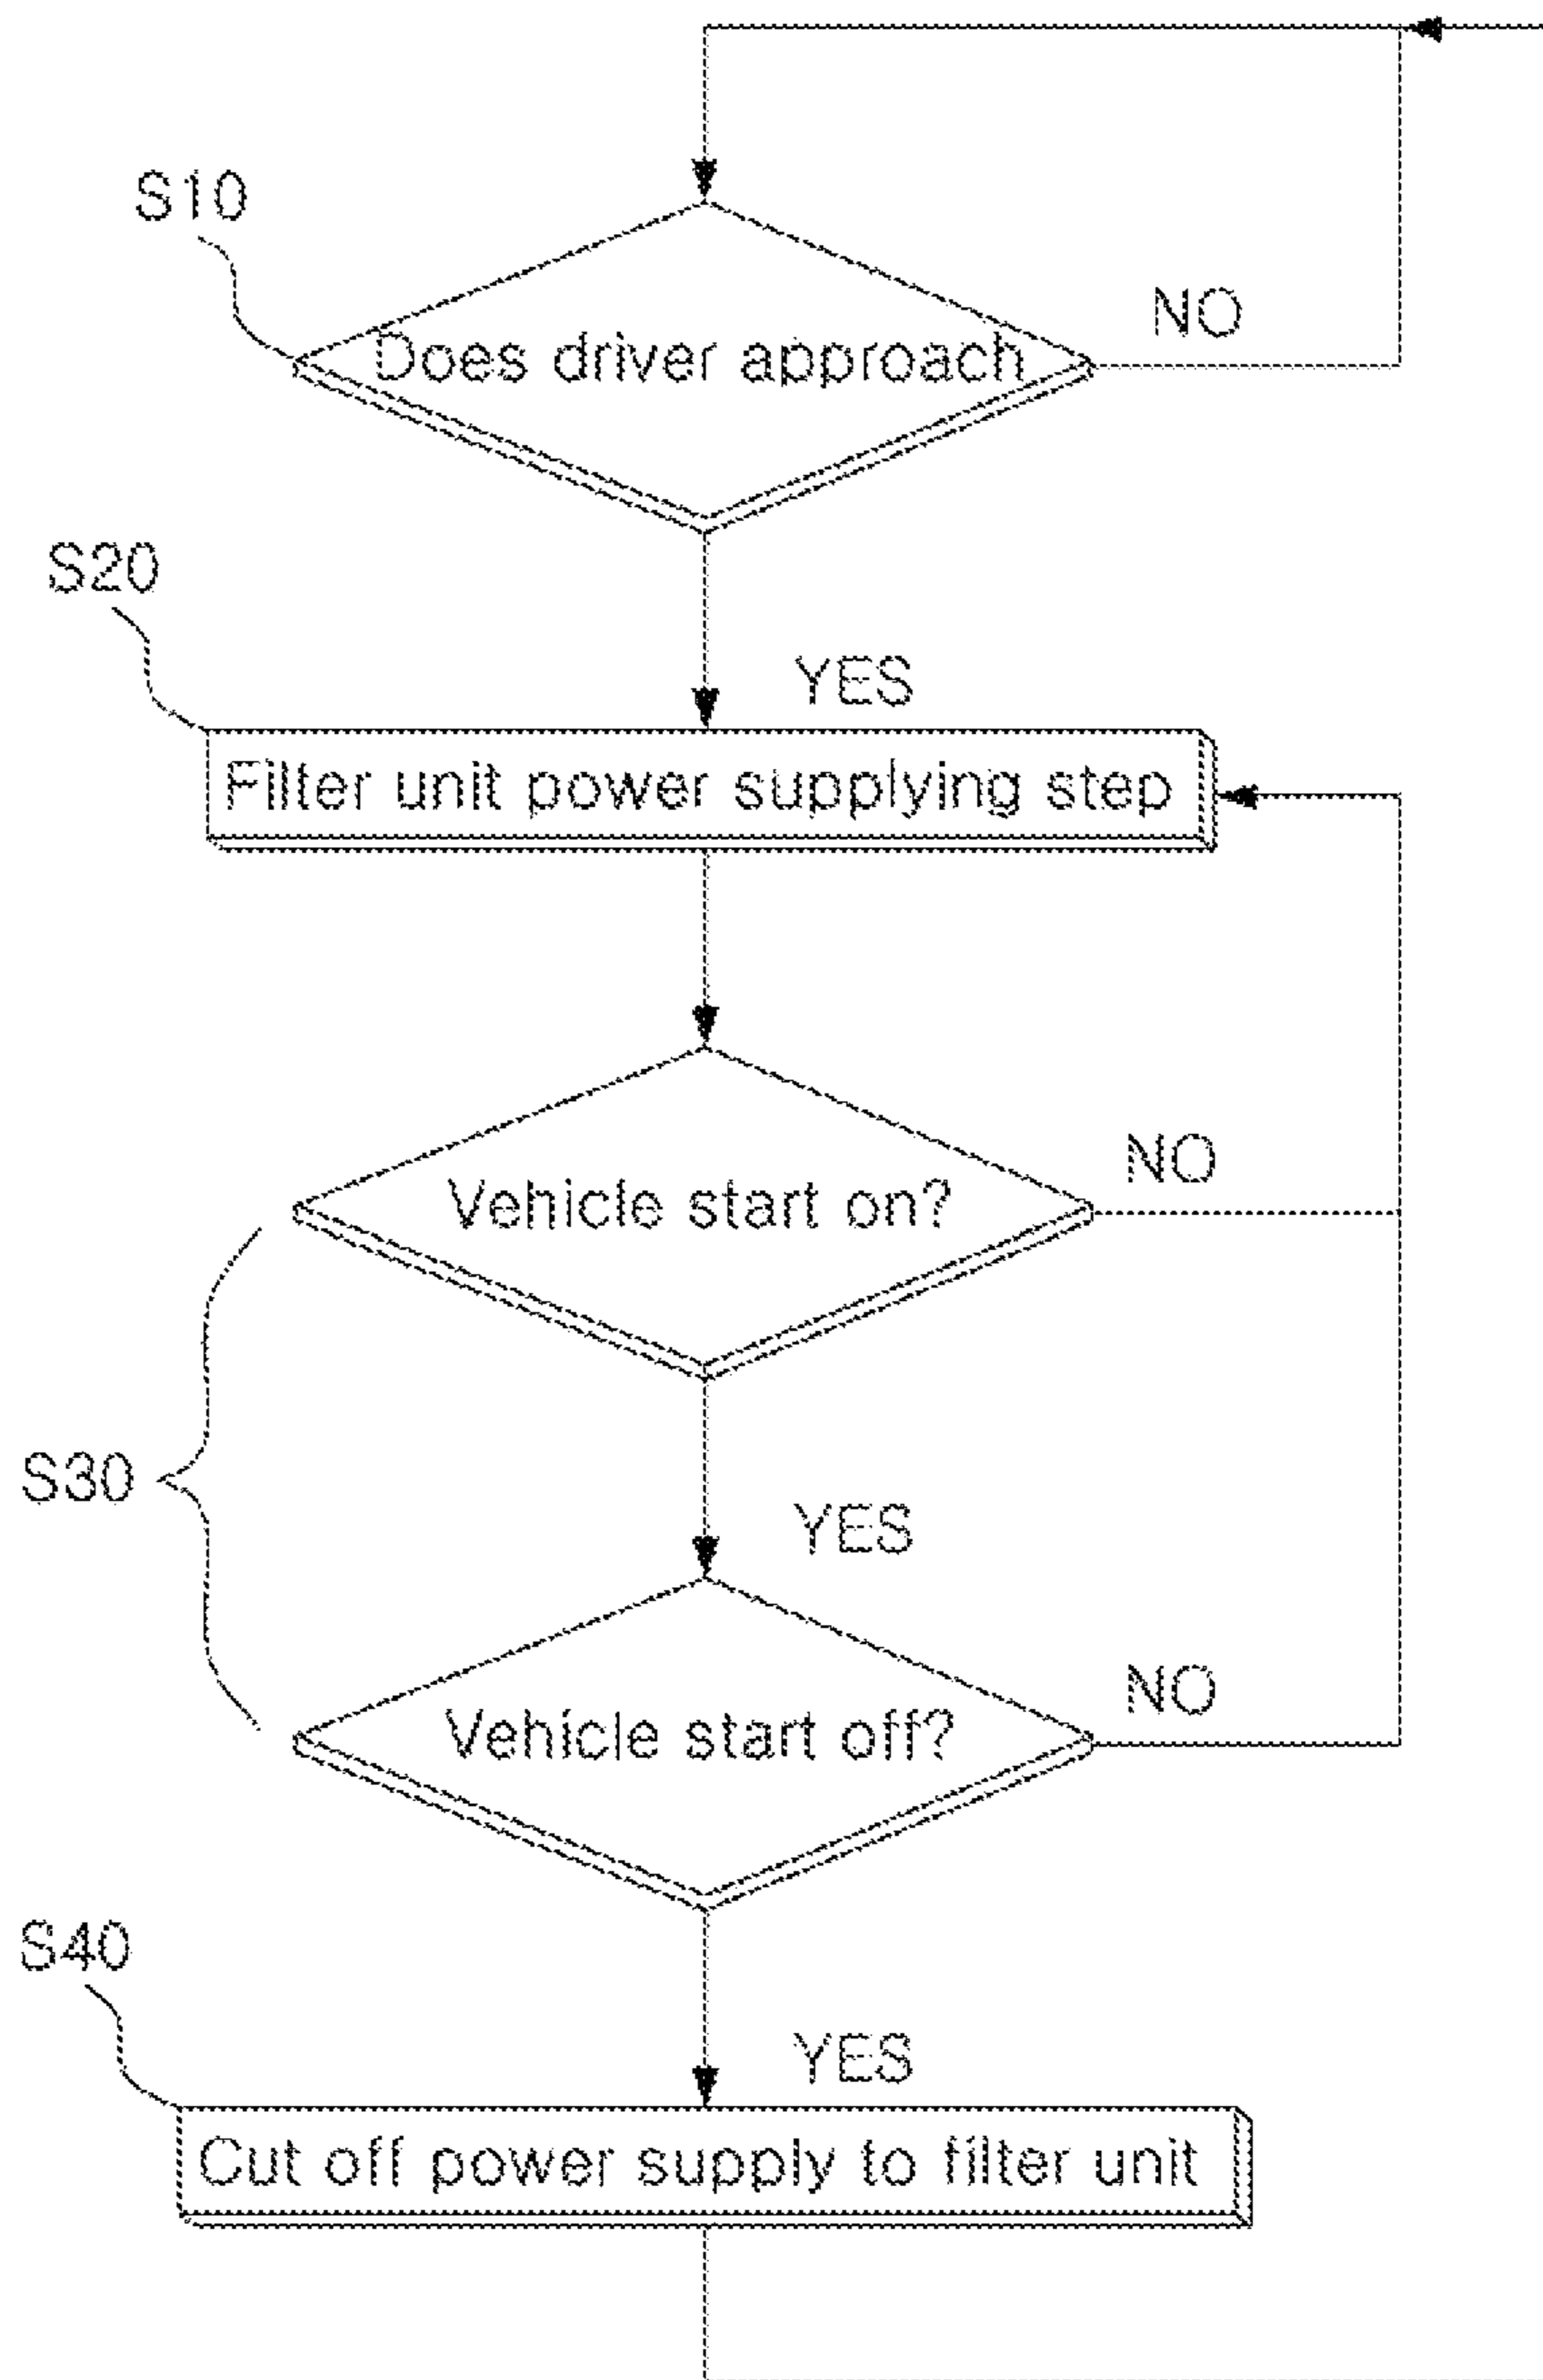 S10
Does driver approach
NO
S20
YES
Filter unit power supplying step
Vehicle start on?
NO
S30
YES
Vehicle start off?
NO
S40
YES
Cut off power supply to filter unit